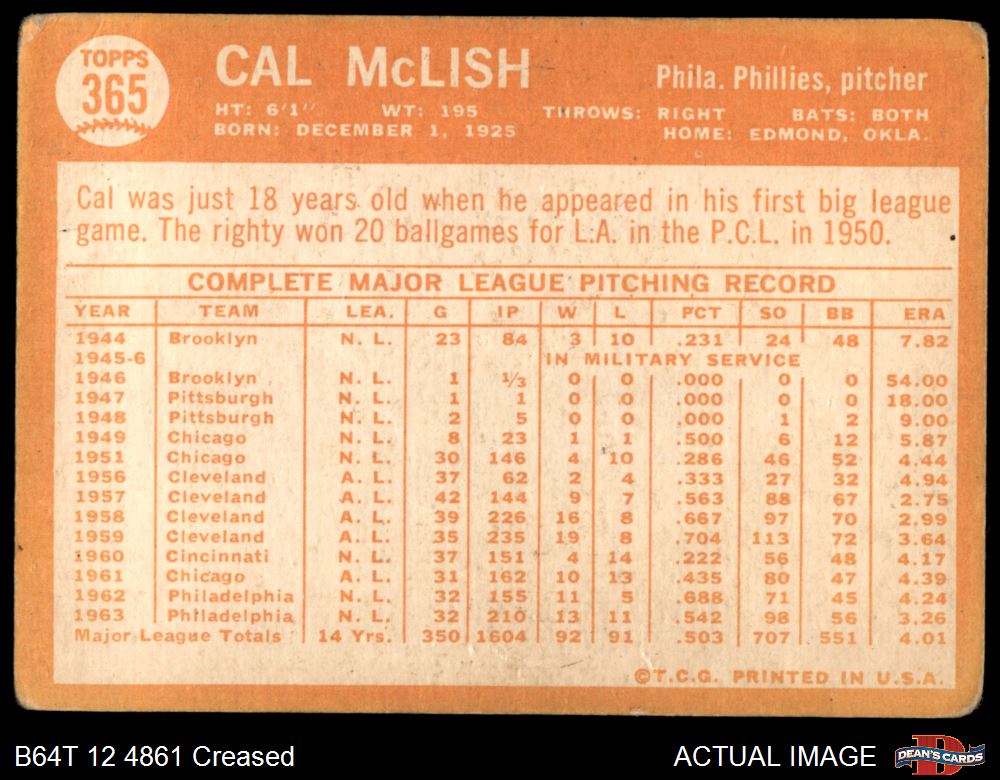 TOPPS
365
CAL McLISH
Phila. Phillies, pitcher
HT: 6'1" WT: 195 THROWS: RIGHT BATS: BOTH
BORN: DECEMBER 1, 1925 HOME: EDMOND, OKLA.
Cal was just 18 years old when he appeared in his first big league
game. The righty won 20 ballgames for L.A. in the P.C.L. in 1950.
COMPLETE MAJOR LEAGUE PITCHING RECORD
YEAR TEAM LEA. G IP W L PCT SO BB ERA
1944 Brooklyn N. L. 23 84 3 10 .231 24 48 7.82
1945-6 IN MILITARY SERVICE
1946 Brooklyn N. L. 1 1/3 0 0 .000 0 0 54.00
1947 Pittsburgh N. L. 1 1 0 0 .000 0 0 18.00
1948 Pittsburgh N. L. 2 5 0 0 .000 1 2 9.00
1949 Chicago N. L. 8 23 1 1 .500 6 12 5.87
1951 Chicago N. L. 30 146 4 10 .286 46 52 4.44
1956 Cleveland A. L. 37 62 2 4 .333 27 32 4.94
1957 Cleveland A. L. 42 144 9 7 .563 88 67 2.75
1958 Cleveland A. L. 39 226 16 8 .667 97 70 2.99
1959 Cleveland A. L. 35 235 19 8 .704 113 72 3.64
1960 Cincinnati N. L. 37 151 4 14 .222 56 48 4.17
1961 Chicago A. L. 31 162 10 13 .435 80 47 4.39
1962 Philadelphia N. L. 32 155 11 5 .688 71 45 4.24
1963 Philadelphia N. L. 32 210 13 11 .542 98 56 3.26
Major League Totals 14 Yrs. 350 1604 92 91 .503 707 551 4.01
©T.C.G. PRINTED IN U.S.A.
B64T 12 4861 Creased ACTUAL IMAGE
D
DEAN'S CARDS